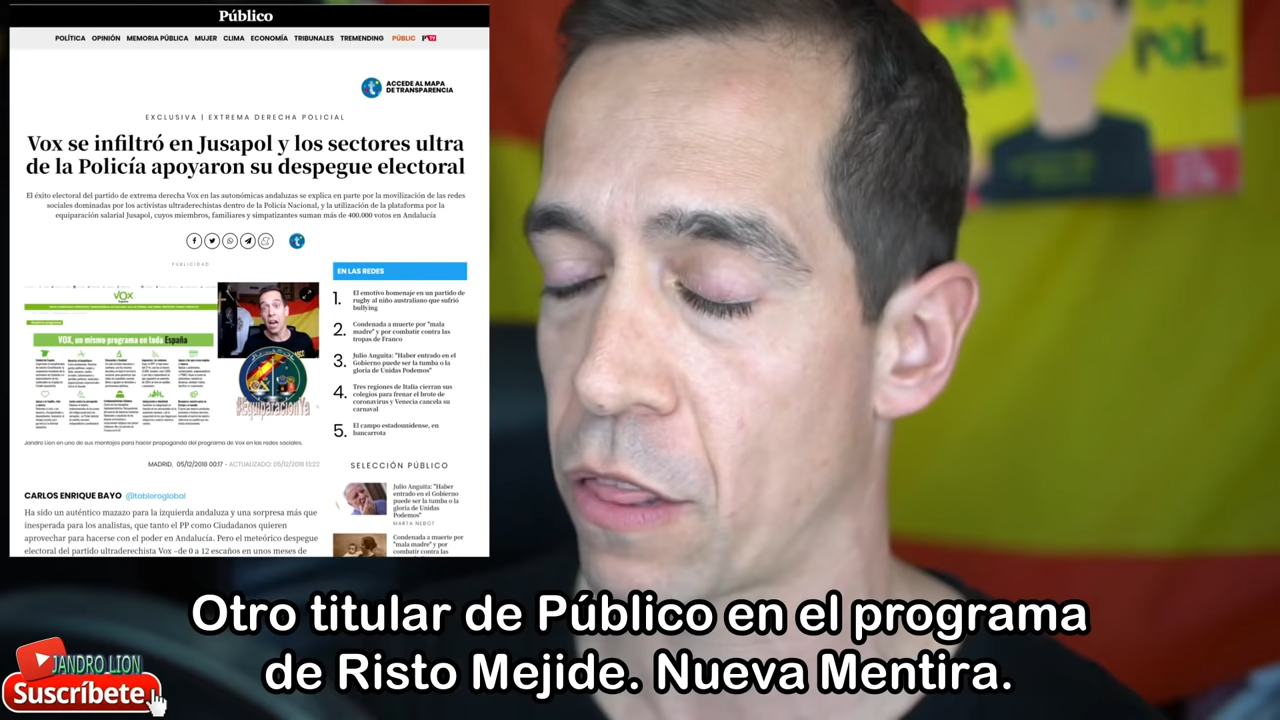 Público
POLÍTICA OPINIÓN MEMORIA PÚBLICA MUJER CLIMA ECONOMÍA TRIBUNALES TREMENDING PÚBLIC
ACCEDE AL MAPA
DE TRANSPARENCIA
EXCLUSIVA | EXTREMA DERECHA POLICIAL
Vox se infiltró en Jusapol y los sectores ultra
de la Policía apoyaron su despegue electoral
El éxito electoral del partido de extrema derecha Vox en las autonómicas andaluzas se explica en parte por la movilización de las redes
sociales dominadas por los activistas ultraderechistas dentro de la Policía Nacional, y la utilización de la plataforma por la
equiparación salarial Jusapol, cuyos miembros, familiares y simpatizantes suman más de 400.000 votos en Andalucía
PUBLICIDAD
VOX
VOX, un mismo programa en toda España
#equiparacionYa
Jandro Lion en uno de sus montajes para hacer propaganda del programa de Vox en las redes sociales.
MADRID, 05/12/2018 00:17 - ACTUALIZADO: 05/12/2018 13:22
CARLOS ENRIQUE BAYO @tableroglobal
Ha sido un auténtico mazazo para la izquierda andaluza y una sorpresa más que
inesperada para los analistas, que tanto el PP como Ciudadanos quieren
aprovechar para hacerse con el poder en Andalucía. Pero el meteórico despegue
electoral del partido ultraderechista Vox –de 0 a 12 escaños en unos meses de
EN LAS REDES
1. El emotivo homenaje en un partido de
rugby al niño australiano que sufrió
bullying
2. Condenada a muerte por "mala
madre" y por combatir contra las
tropas de Franco
3. Julio Anguita: "Haber entrado en el
Gobierno puede ser la tumba o la
gloria de Unidas Podemos"
4. Tres regiones de Italia cierran sus
colegios para frenar el brote de
coronavirus y Venecia cancela su
carnaval
5. El campo estadounidense, en
bancarrota
SELECCIÓN PÚBLICO
Julio Anguita: "Haber
entrado en el Gobierno
puede ser la tumba o la
gloria de Unidas
Podemos"
MARTA NEBOT
Condenada a muerte por
"mala madre" y por
combatir contra las
Otro titular de Público en el programa
de Risto Mejide. Nueva Mentira.
JANDRO LION
Suscríbete